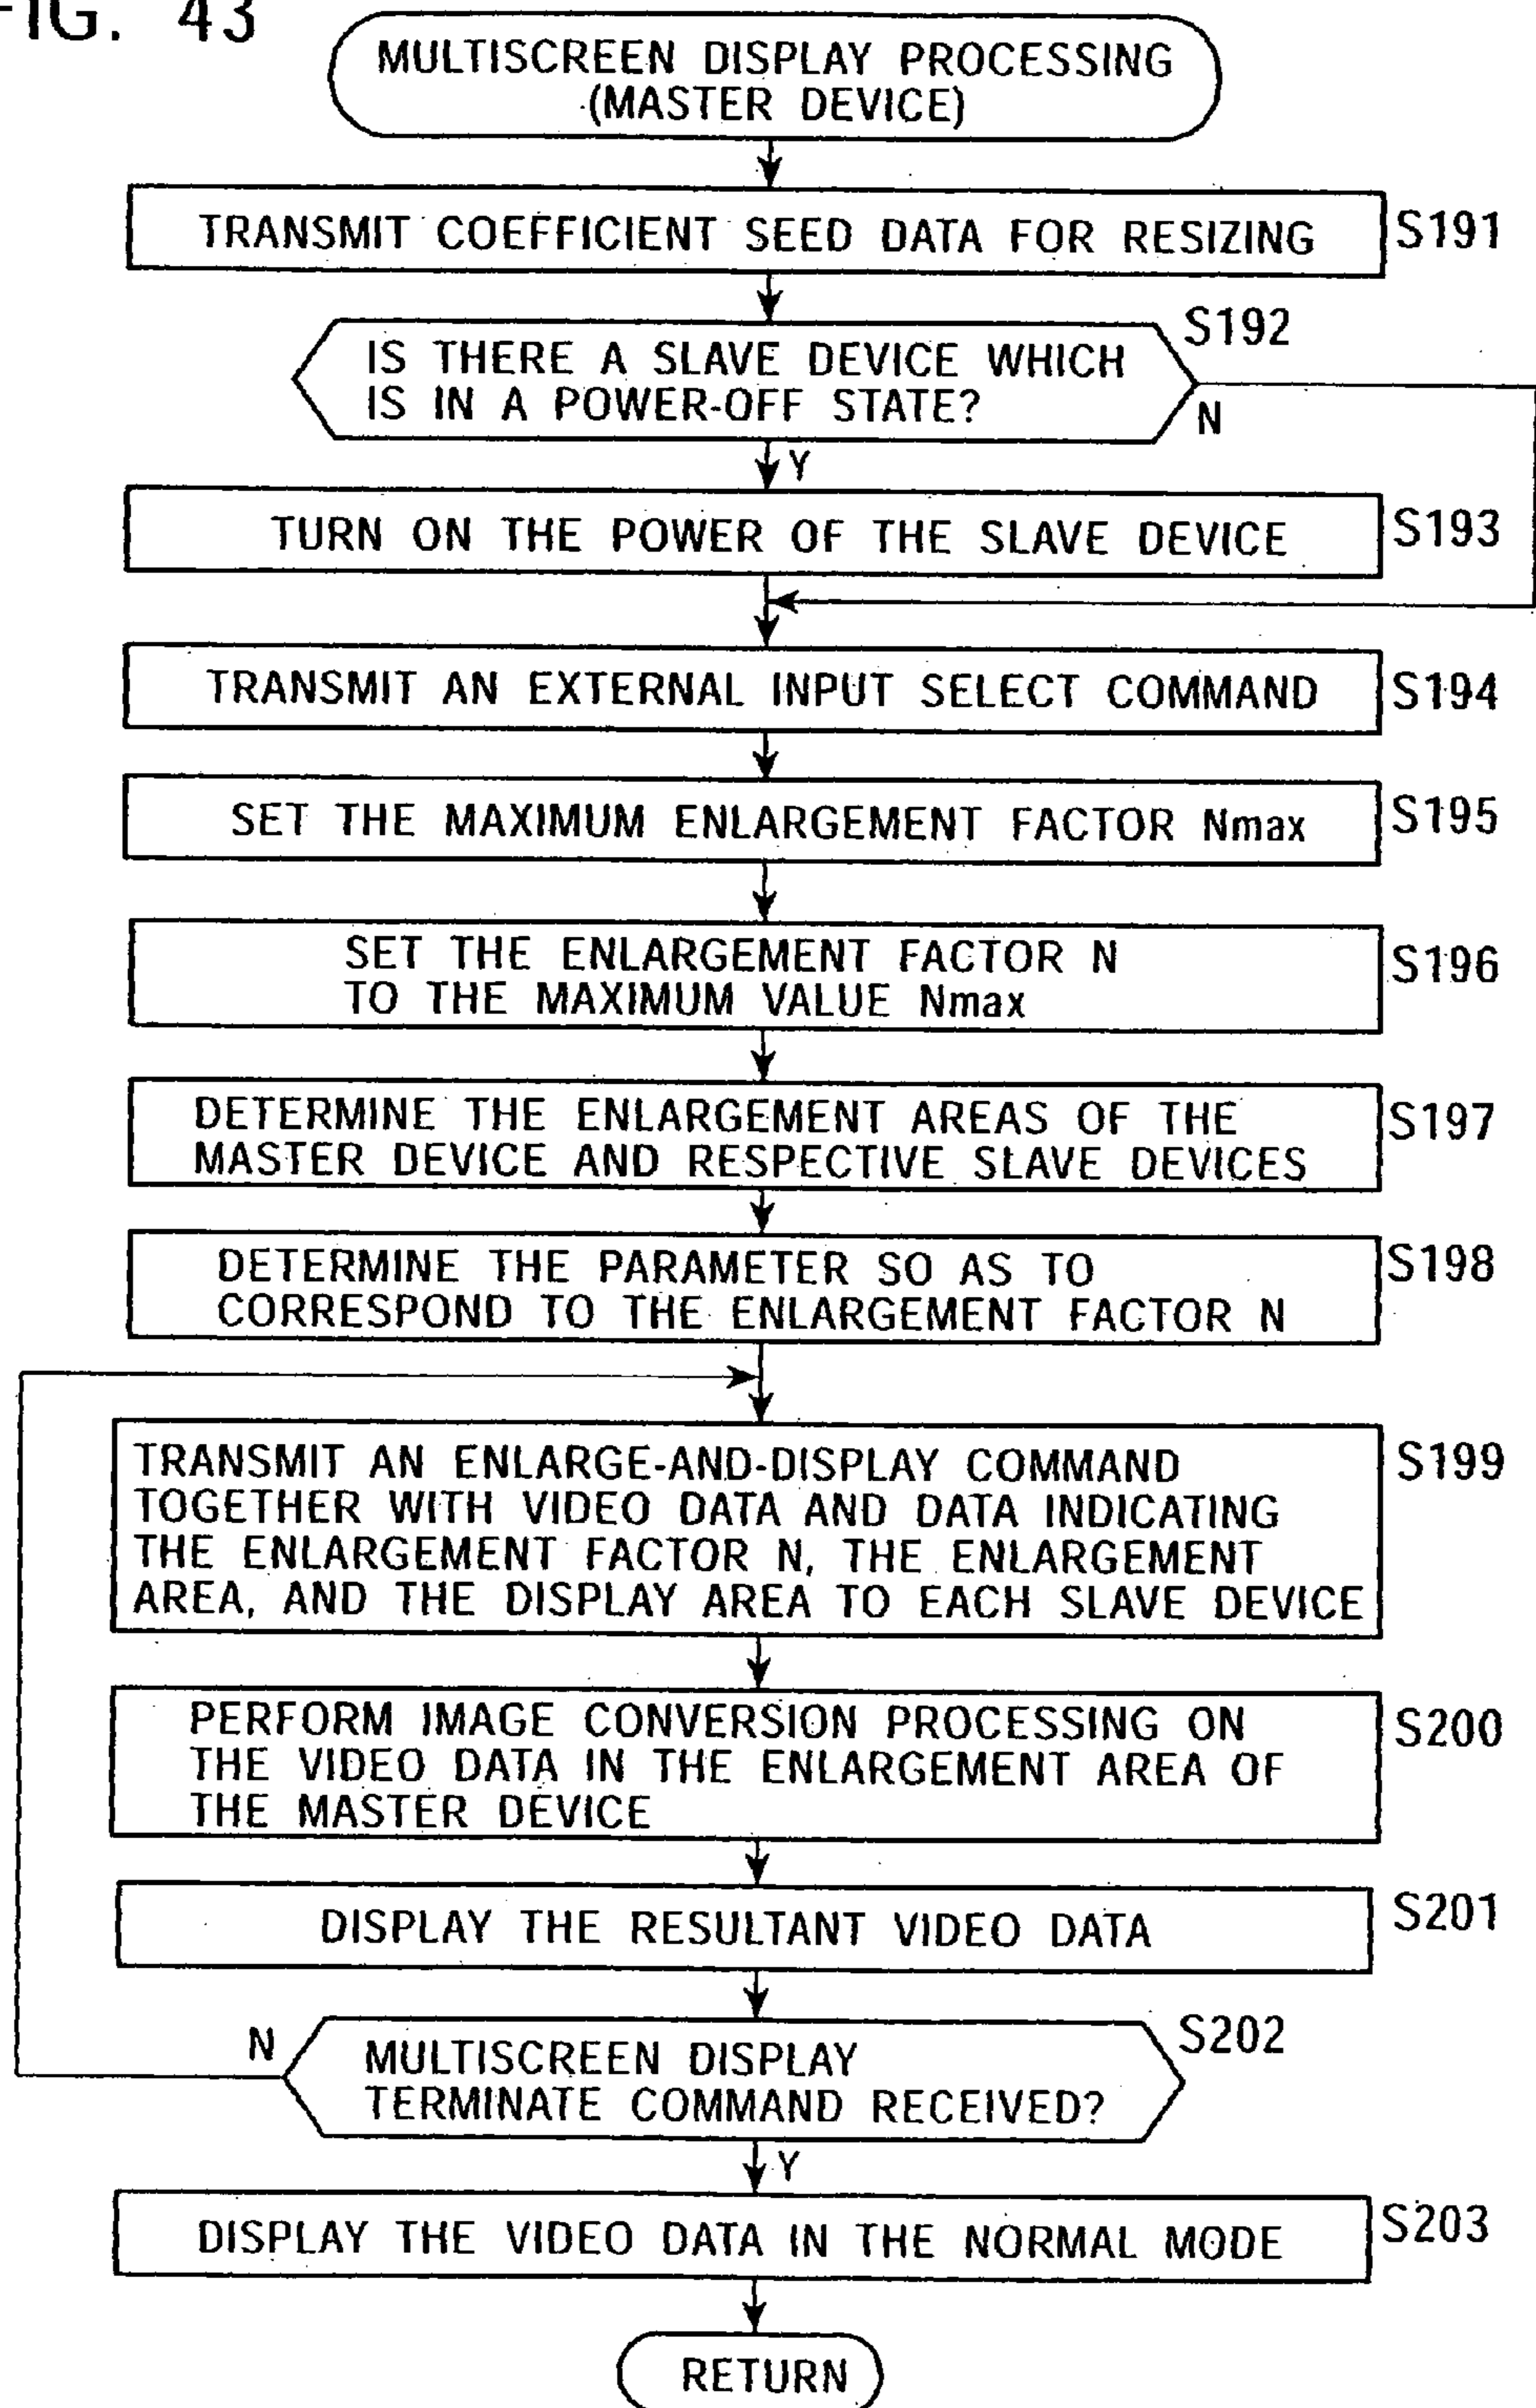 FIG. 43
MULTISCREEN DISPLAY PROCESSING
(MASTER DEVICE)
TRANSMIT COEFFICIENT SEED DATA FOR RESIZING
S191
S192
IS THERE A SLAVE DEVICE WHICH
IS IN A POWER-OFF STATE?
N
Y
TURN ON THE POWER OF THE SLAVE DEVICE
S193
TRANSMIT AN EXTERNAL INPUT SELECT COMMAND
S194
SET THE MAXIMUM ENLARGEMENT FACTOR Nmax
S195
SET THE ENLARGEMENT FACTOR N
TO THE MAXIMUM VALUE Nmax
S196
DETERMINE THE ENLARGEMENT AREAS OF THE
MASTER DEVICE AND RESPECTIVE SLAVE DEVICES
S197
DETERMINE THE PARAMETER SO AS TO
CORRESPOND TO THE ENLARGEMENT FACTOR N
S198
TRANSMIT AN ENLARGE-AND-DISPLAY COMMAND
TOGETHER WITH VIDEO DATA AND DATA INDICATING
THE ENLARGEMENT FACTOR N, THE ENLARGEMENT
AREA, AND THE DISPLAY AREA TO EACH SLAVE DEVICE
S199
PERFORM IMAGE CONVERSION PROCESSING ON
THE VIDEO DATA IN THE ENLARGEMENT AREA OF
THE MASTER DEVICE
S200
DISPLAY THE RESULTANT VIDEO DATA
S201
S202
N
MULTISCREEN DISPLAY
TERMINATE COMMAND RECEIVED?
Y
DISPLAY THE VIDEO DATA IN THE NORMAL MODE
S203
RETURN